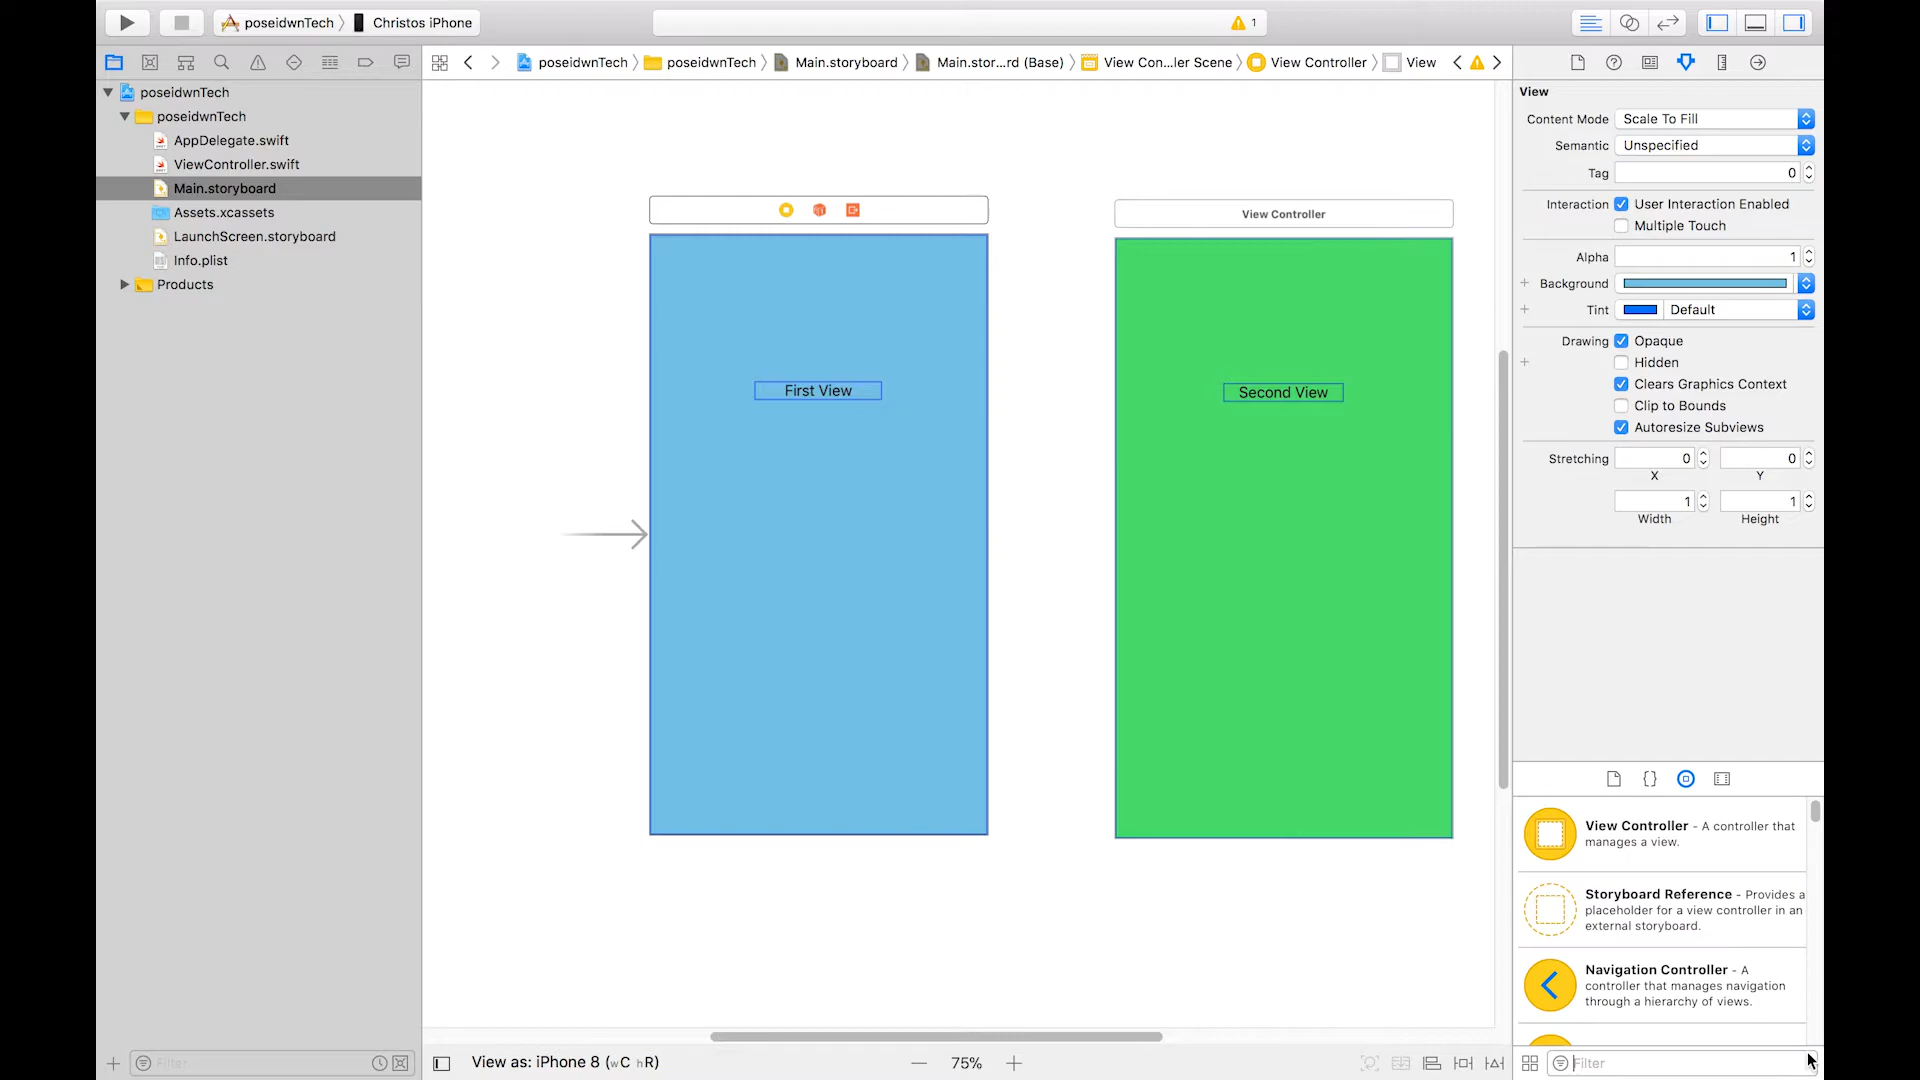 poseidwnTech
Christos iPhone
1
poseidwnTech
poseidwnTech
Main.storyboard
Main.stor...rd (Base)
View Con...ler Scene
View Controller
View
poseidwnTech
poseidwnTech
AppDelegate.swift
ViewController.swift
Main.storyboard
Assets.xcassets
LaunchScreen.storyboard
Info.plist
Products
Filter
View Controller
First View
Second View
View as: iPhone 8 (wC hR)
75%
View
Content Mode
Scale To Fill
Semantic
Unspecified
Tag
0
Interaction
User Interaction Enabled
Multiple Touch
Alpha
1
Background
Tint
Default
Drawing
Opaque
Hidden
Clears Graphics Context
Clip to Bounds
Autoresize Subviews
Stretching
0
0
X
Y
1
1
Width
Height
View Controller - A controller that
manages a view.
Storyboard Reference - Provides a
placeholder for a view controller in an
external storyboard.
Navigation Controller - A
controller that manages navigation
through a hierarchy of views.
Filter